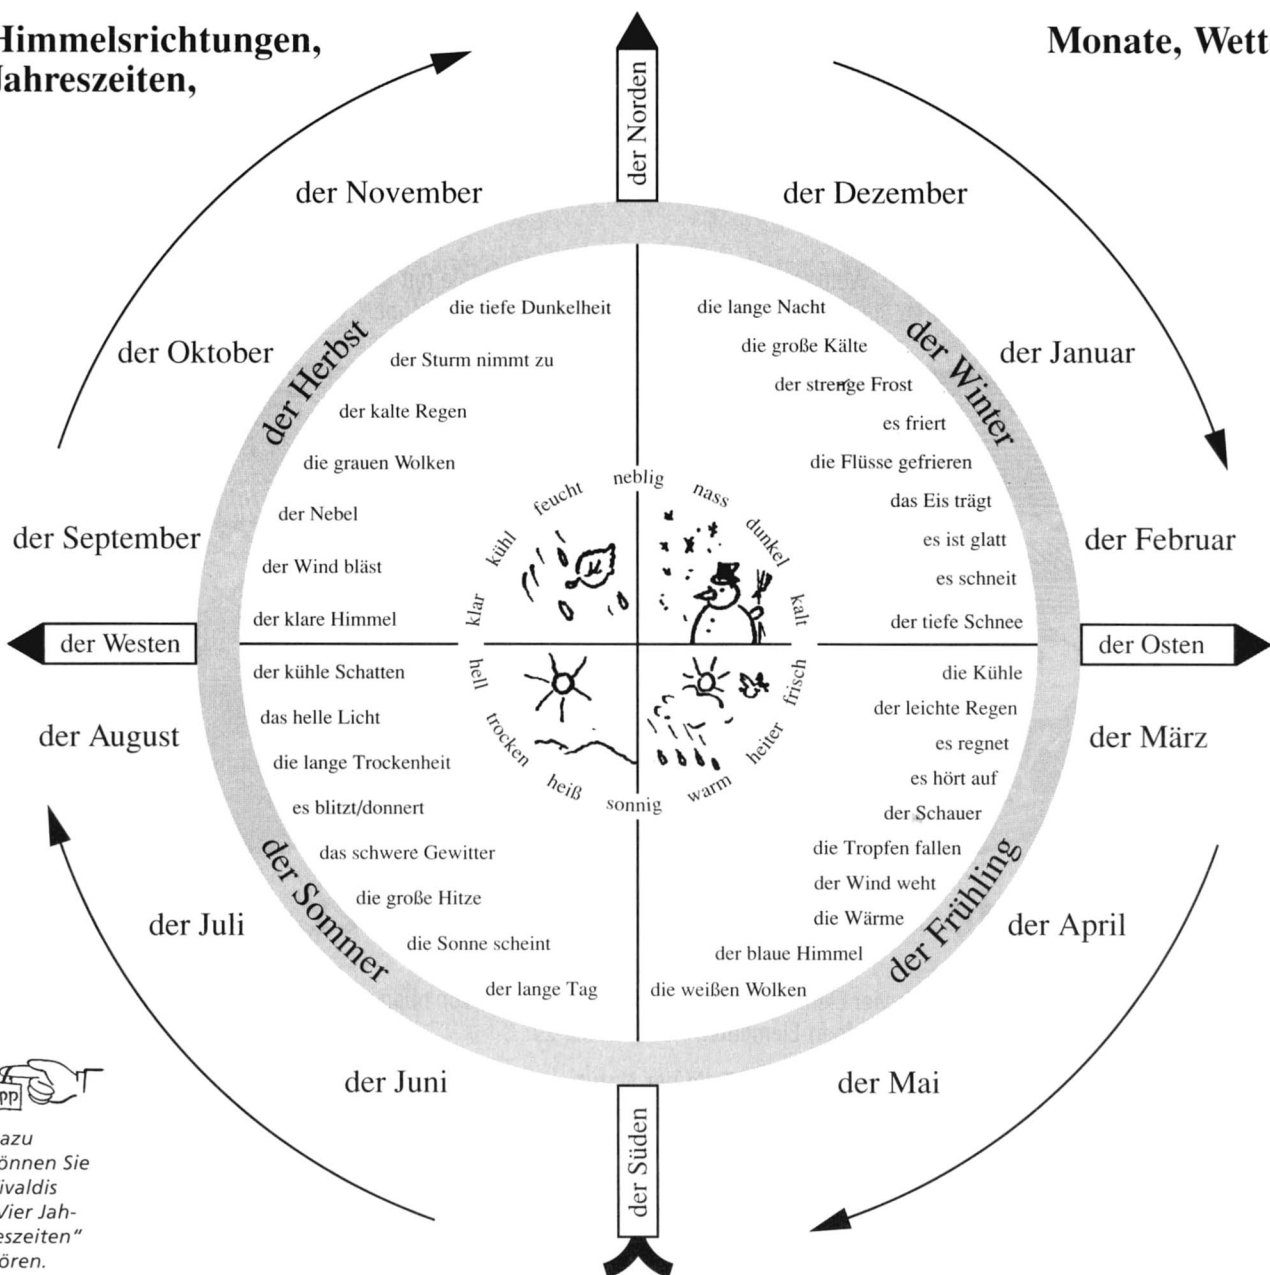 Himmelsrichtungen,
Jahreszeiten,
Monate, Wett
der Norden
der November
der Dezember
der Oktober
der Januar
der September
der Februar
der Westen
der Osten
der August
der März
der Juli
der April
der Juni
der Mai
der Süden
der Herbst
die tiefe Dunkelheit
der Sturm nimmt zu
der kalte Regen
die grauen Wolken
der Nebel
der Wind bläst
der klare Himmel
der Winter
die lange Nacht
die große Kälte
der strenge Frost
es friert
die Flüsse gefrieren
das Eis trägt
es ist glatt
es schneit
der tiefe Schnee
der Sommer
der kühle Schatten
das helle Licht
die lange Trockenheit
es blitzt/donnert
das schwere Gewitter
die große Hitze
die Sonne scheint
der lange Tag
der Frühling
die Kühle
der leichte Regen
es regnet
es hört auf
der Schauer
die Tropfen fallen
der Wind weht
die Wärme
der blaue Himmel
die weißen Wolken
neblig
nass
dunkel
kalt
frisch
heiter
warm
sonnig
heiß
trocken
hell
klar
kühl
feucht
pp
azu
önnen Sie
ivaldis
Vier Jah-
eszeiten“
ören.